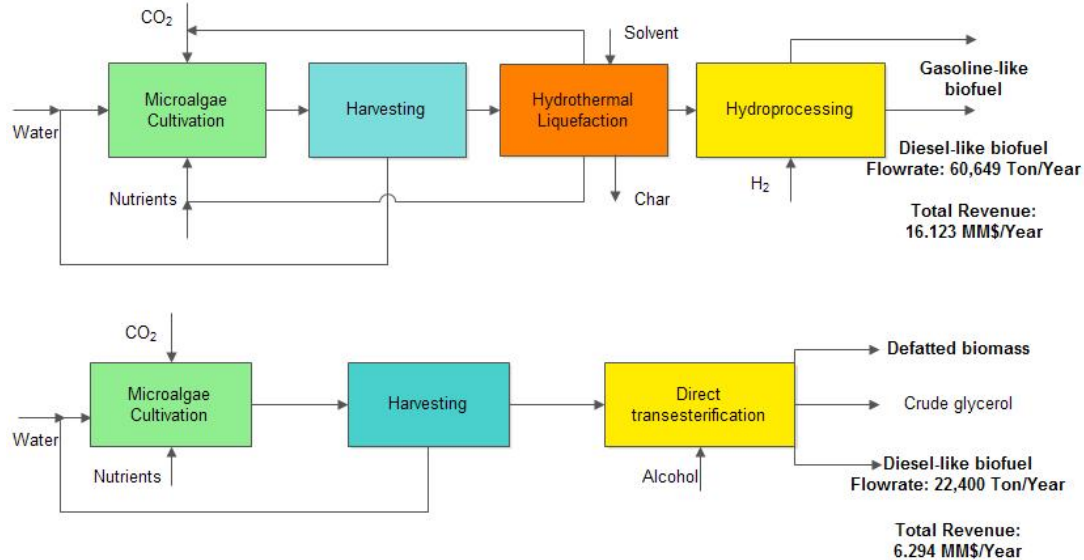 CO₂
Solvent
Microalgae
Cultivation
Harvesting
Hydrothermal
Liquefaction
Hydroprocessing
Gasoline-like
biofuel
Water
Diesel-like biofuel
Flowrate: 60,649 Ton/Year
Nutrients
Char
H₂
Total Revenue:
16.123 MM$/Year
CO₂
Microalgae
Cultivation
Harvesting
Direct
transesterification
Defatted biomass
Crude glycerol
Water
Nutrients
Alcohol
Diesel-like biofuel
Flowrate: 22,400 Ton/Year
Total Revenue:
6.294 MM$/Year